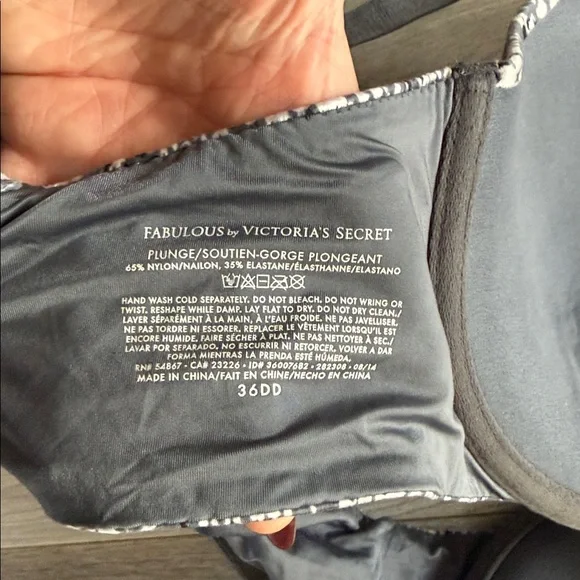 FABULOUS by VICTORIA'S SECRET
PLUNGE/SOUTIEN-GORGE PLONGEANT
65% NYLON/NAILON, 35% ELASTANE/ÉLASTHANNE/ELASTANO
HAND WASH COLD SEPARATELY. DO NOT BLEACH. DO NOT WRING OR
TWIST. RESHAPE WHILE DAMP. LAY FLAT TO DRY. DO NOT DRY CLEAN./
LAVER SÉPARÉMENT À LA MAIN, À L'EAU FROIDE. NE PAS JAVELLISER.
NE PAS TORDRE NI ESSORER. REPLACER LE VÊTEMENT LORSQU'IL EST
ENCORE HUMIDE. FAIRE SÉCHER À PLAT. NE PAS NETTOYER À SEC./
LAVAR POR SEPARADO. NO ESCURRIR NI RETORCER. VOLVER A DAR
FORMA MIENTRAS LA PRENDA ESTÉ HÚMEDA.
RN# 54867 • CA# 23226 • ID# 36007682 • 282308 • 08/14
MADE IN CHINA/FAIT EN CHINE/HECHO EN CHINA
36DD